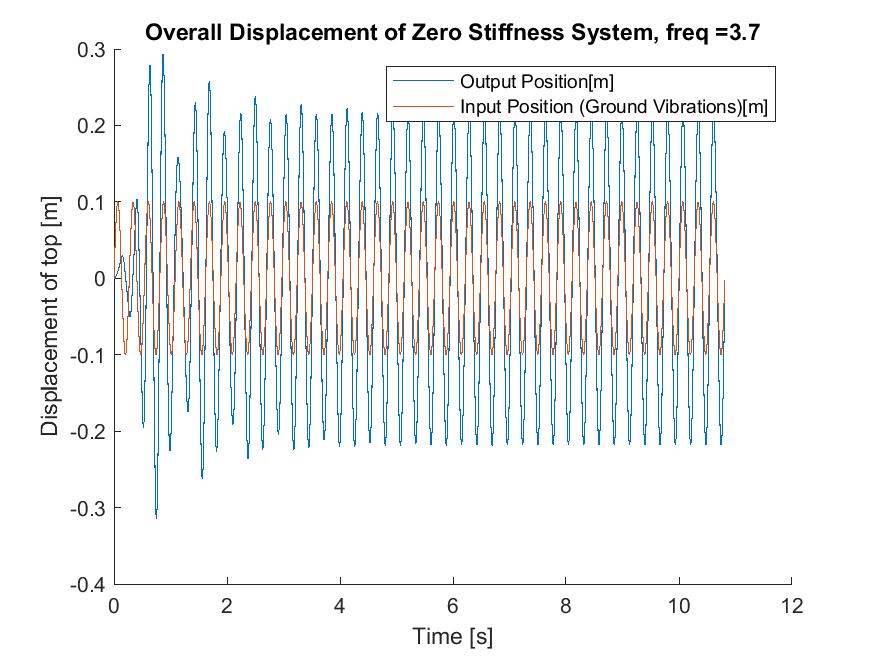 Overall Displacement of Zero Stiffness System, freq =3.7
0.3
Output Position[m]
Input Position (Ground Vibrations)[m]
0.2
0.1
0
-0.1
-0.2
-0.3
-0.4
Displacement of top [m]
0 2 4 6 8 10 12
Time [s]